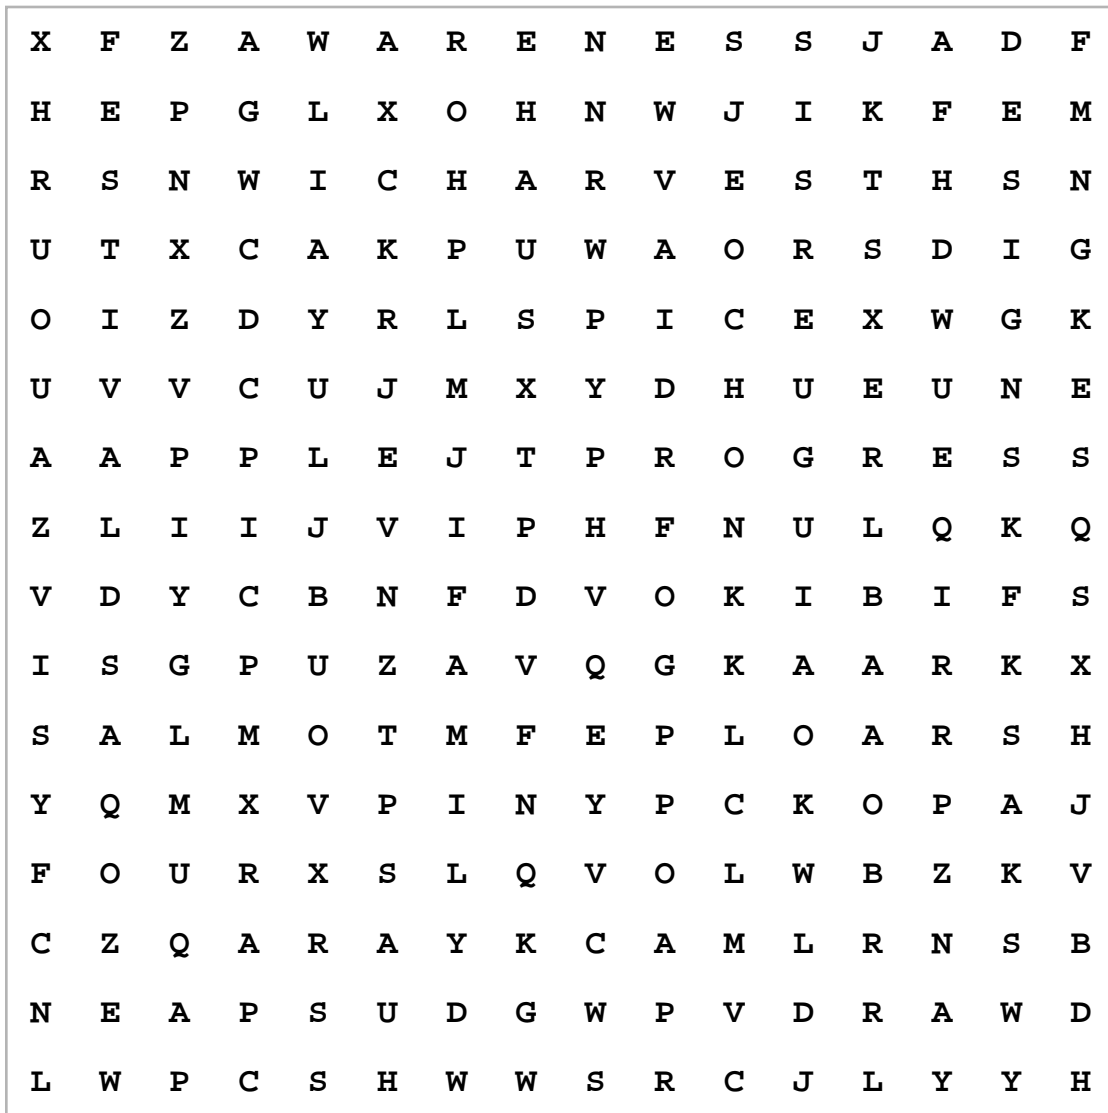 X F Z A W A R E N E S S J A D F
H E P G L X O H N W J I K F E M
R S N W I C H A R V E S T H S N
U T X C A K P U W A O R S D I G
O I Z D Y R L S P I C E X W G K
U V V C U J M X Y D H U E U N E
A A P P L E J T P R O G R E S S
Z L I I J V I P H F N U L Q K Q
V D Y C B N F D V O K I B I F S
I S G P U Z A V Q G K A A R K X
S A L M O T M F E P L O A R S H
Y Q M X V P I N Y P C K O P A J
F O U R X S L Q V O L W B Z K V
C Z Q A R A Y K C A M L R N S B
N E A P S U D G W P V D R A W D
L W P C S H W W S R C J L Y Y H